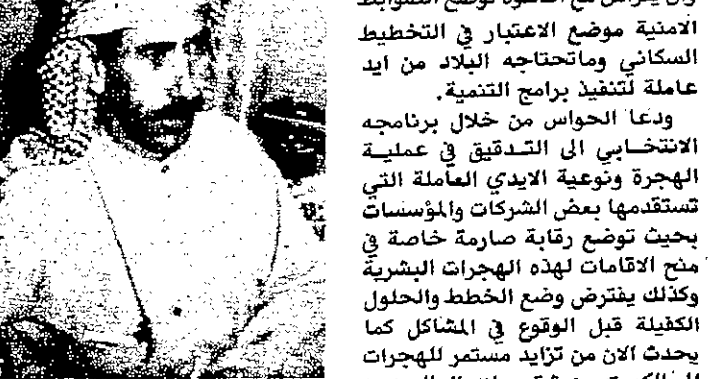 الامنية موضع الاعتبار في التخطيط
السكاني وماتحتاجه البلاد من ايد
عاملة لتنفيذ برامج التنمية.
ودعا الحواس من خلال برنامجه
الانتخابي الى التدقيق في عملية
الهجرة ونوعية الايدي العاملة التي
تستقدمها بعض الشركات والمؤسسات
بحيث توضع رقابة صارمة خاصة في
منح الاقامات لهذه الهجرات البشرية
وكذلك يفترض وضع الخطط والحلول
الكفيلة قبل الوقوع في المشاكل كما
يحدث الان من تزايد مستمر للهجرات